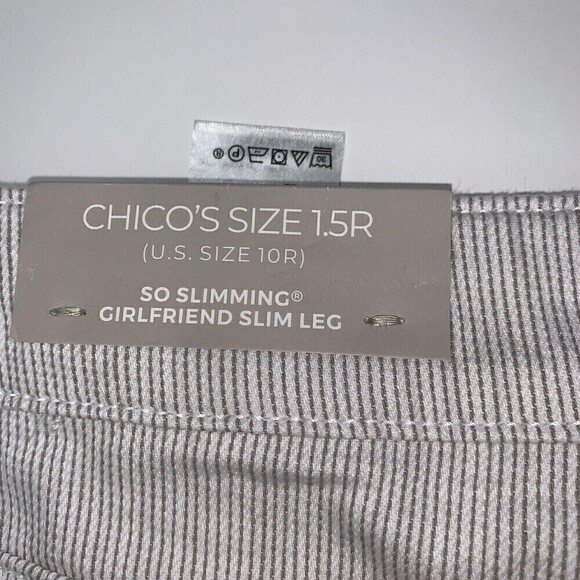 CHICO'S SIZE 1.5R
(U.S. SIZE 10R)
SO SLIMMING®
GIRLFRIEND SLIM LEG